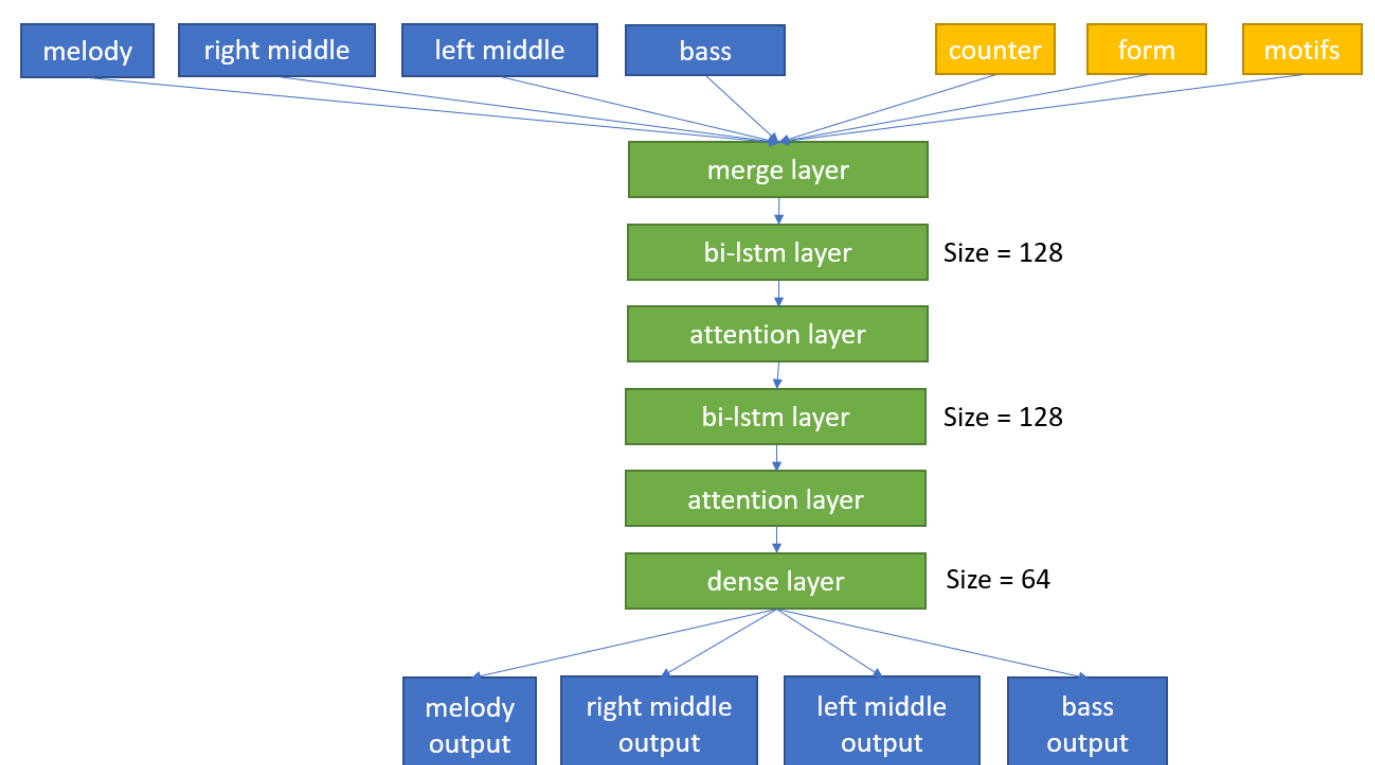 melody
right middle
left middle
bass
counter
form
motifs
merge layer
bi-lstm layer
Size = 128
attention layer
bi-lstm layer
Size = 128
attention layer
dense layer
Size = 64
melody
output
right middle
output
left middle
output
bass
output